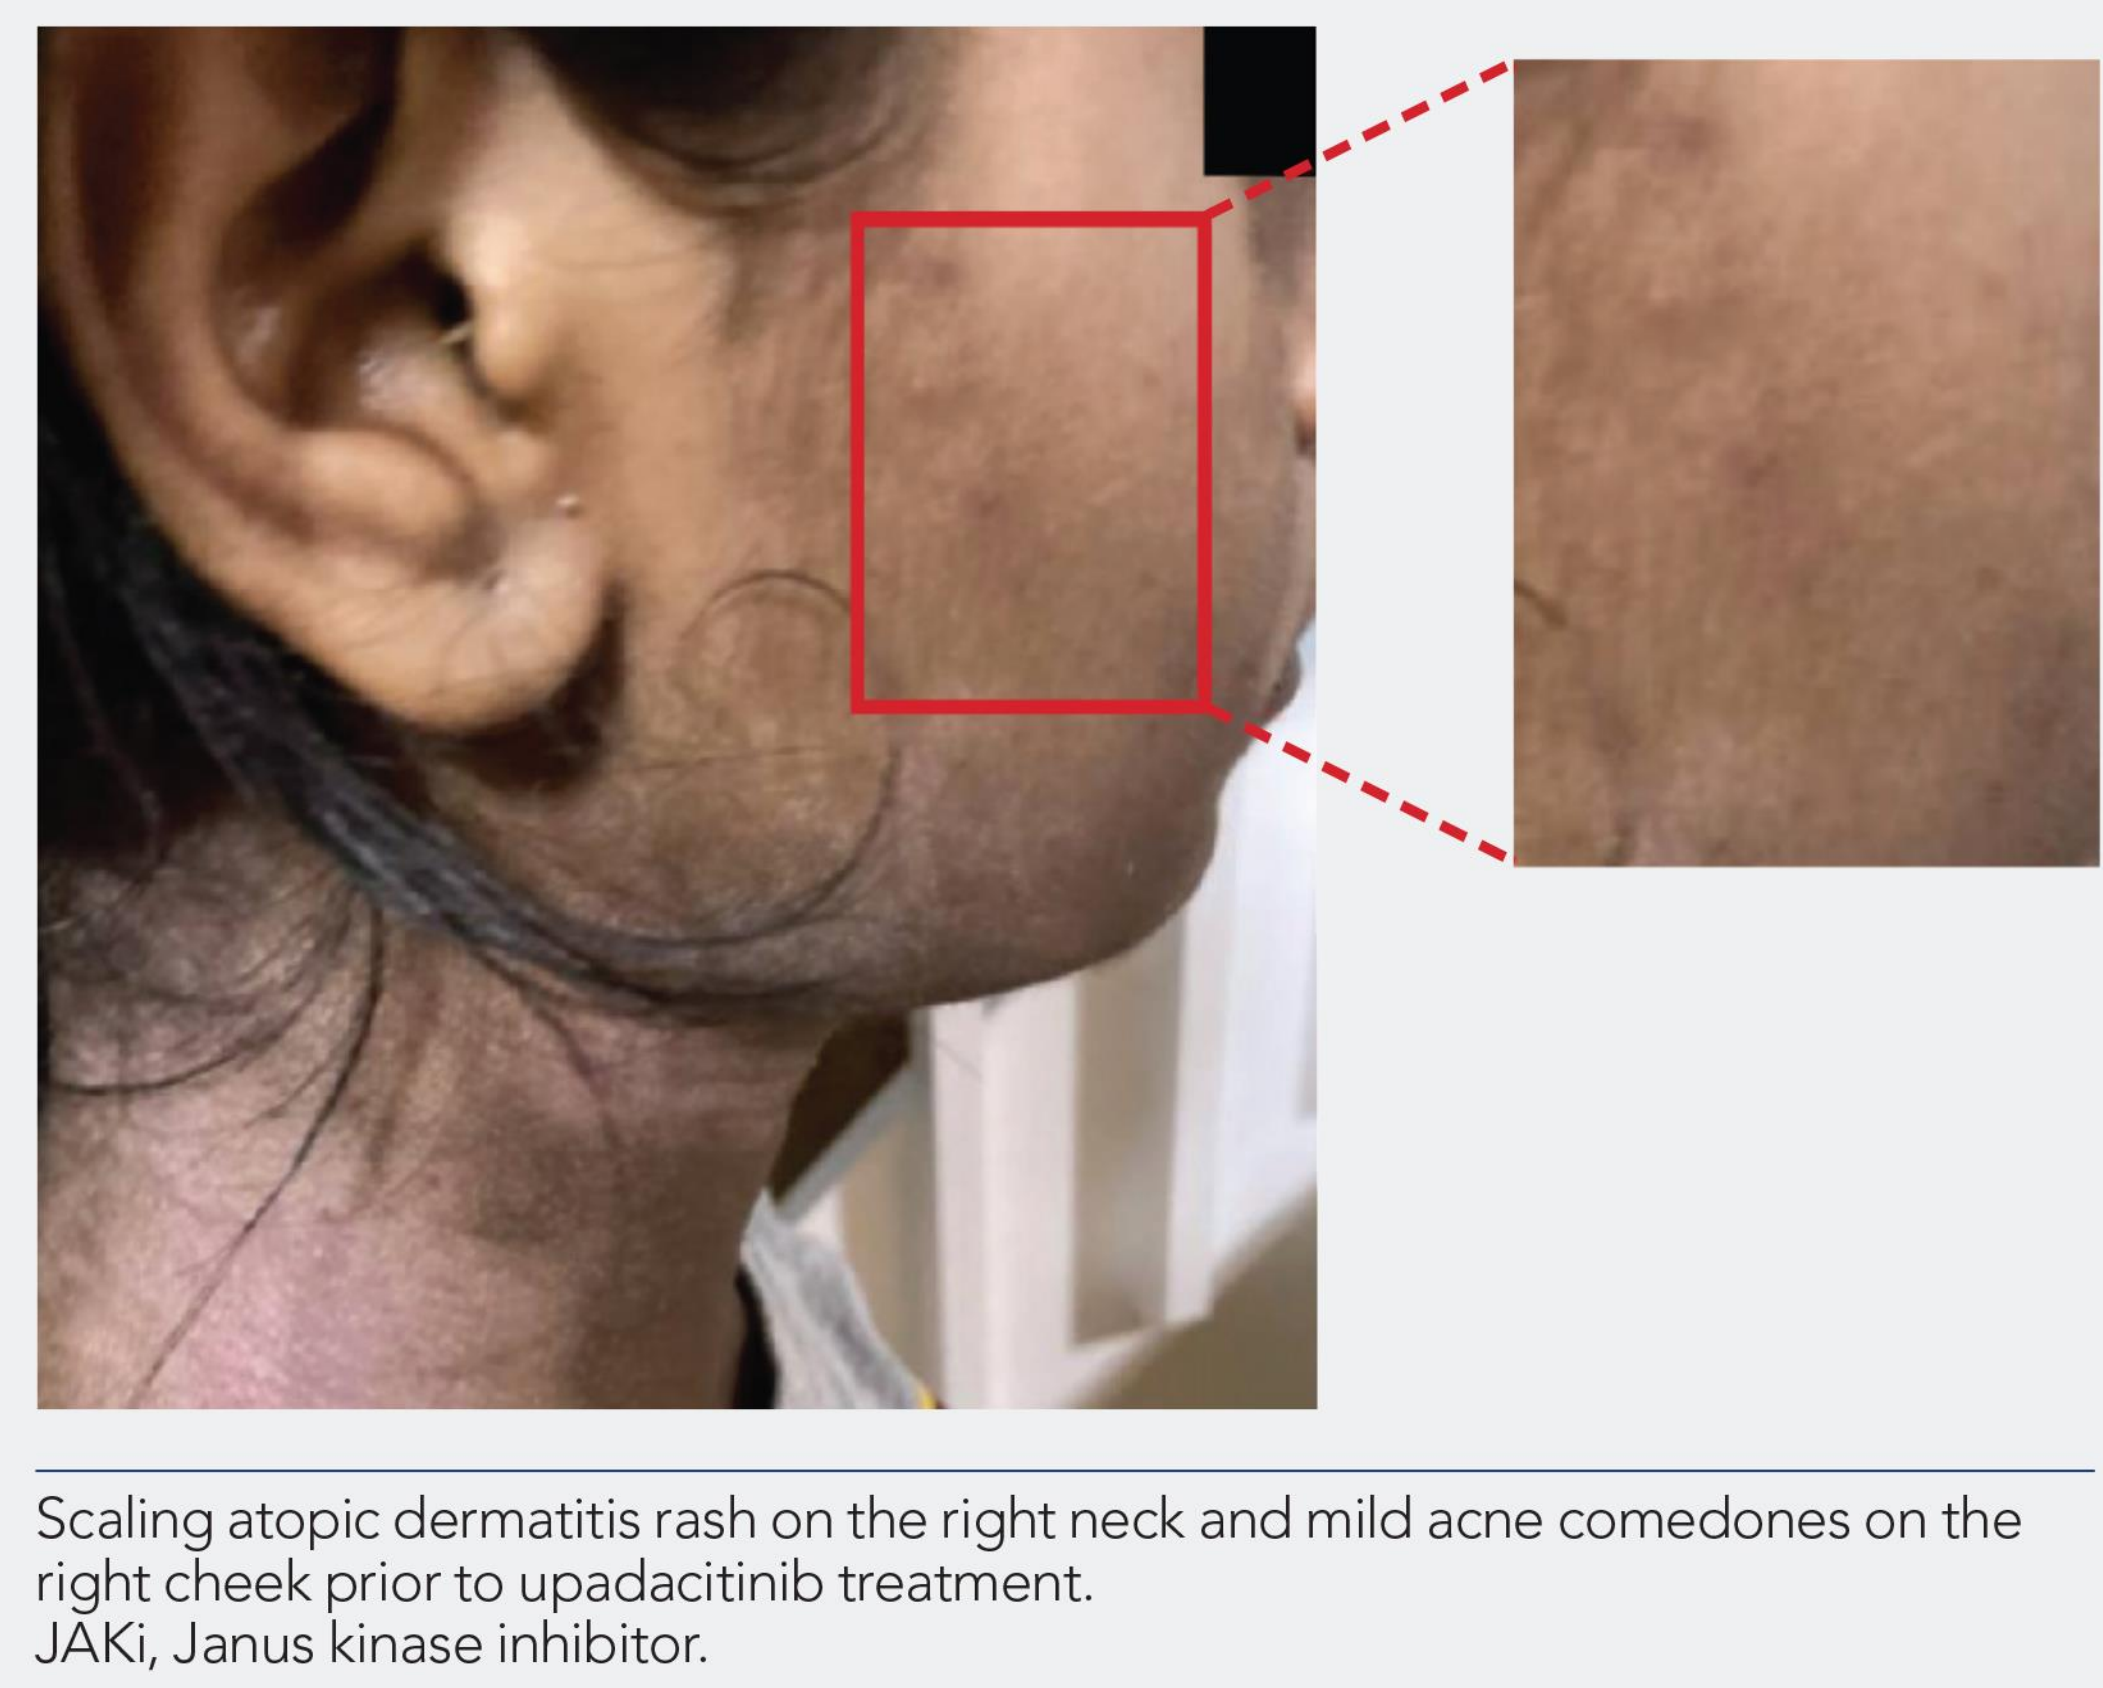 Scaling atopic dermatitis rash on the right neck and mild acne comedones on the
right cheek prior to upadacitinib treatment.
JAKi, Janus kinase inhibitor.